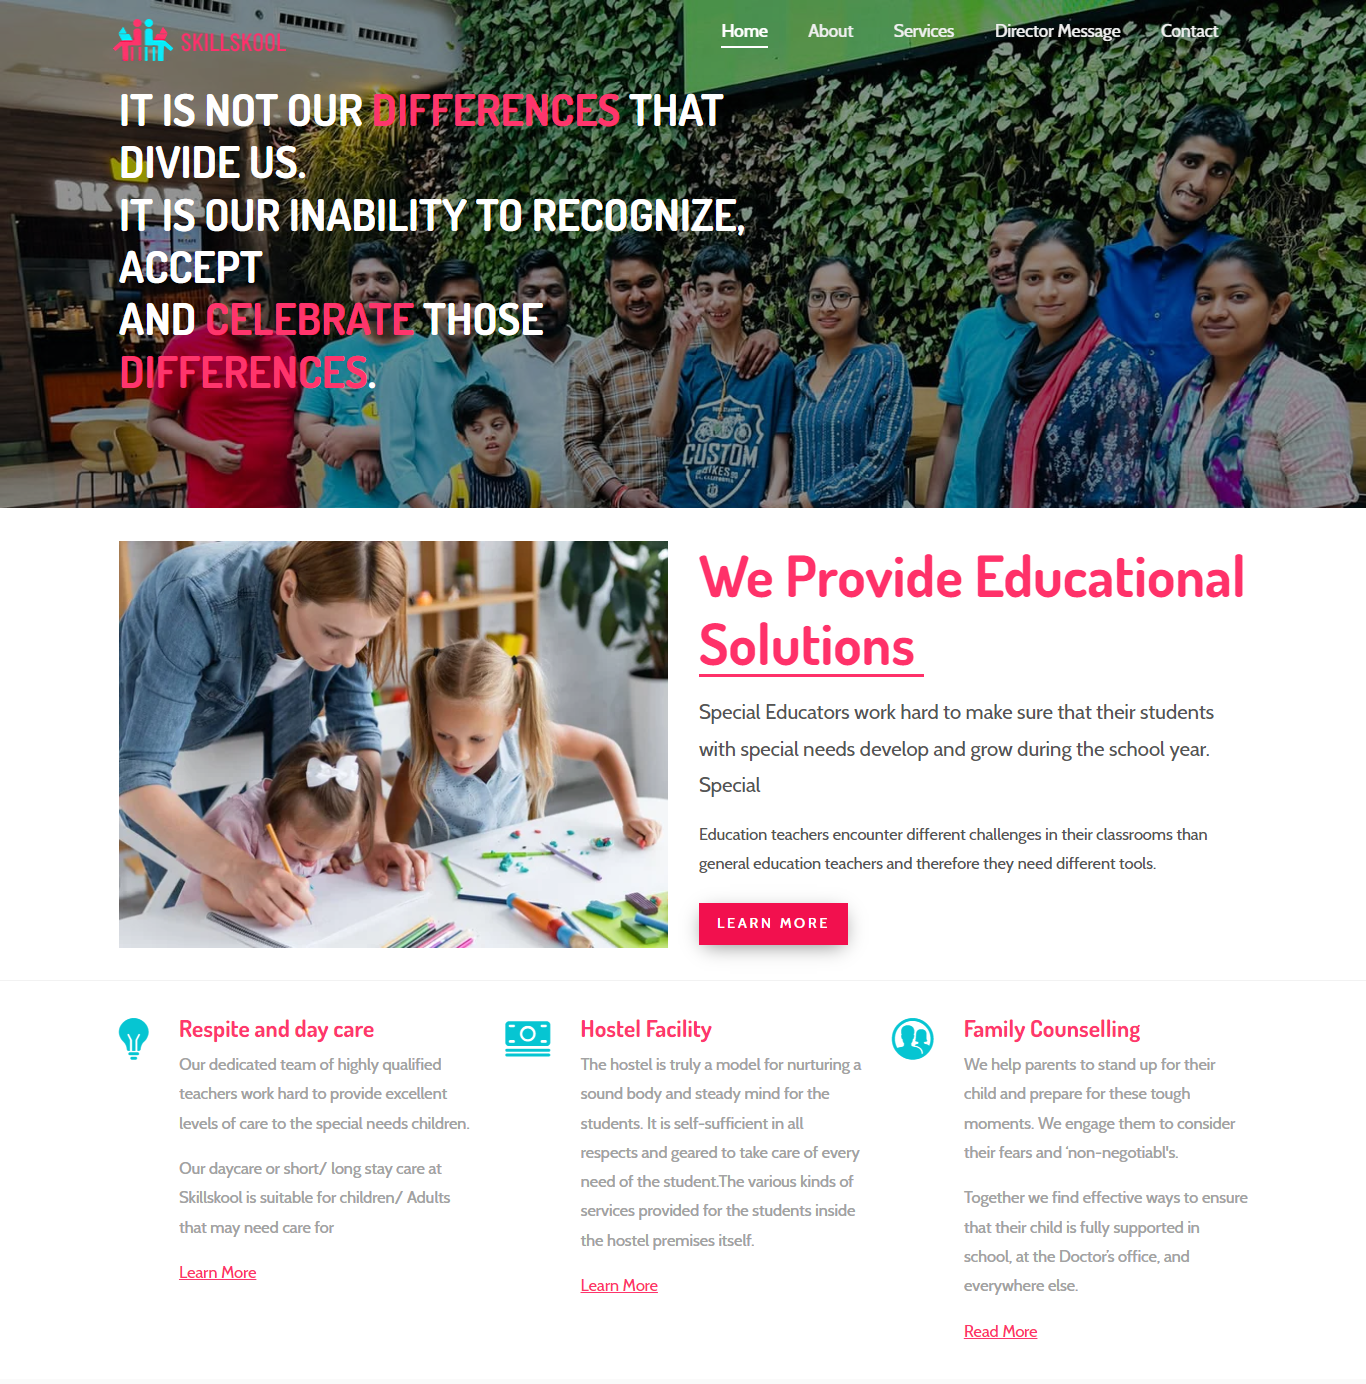 SKILLSKOOL
Home About Services Director Message Contact
IT IS NOT OUR DIFFERENCES THAT
DIVIDE US.
IT IS OUR INABILITY TO RECOGNIZE,
ACCEPT
AND CELEBRATE THOSE
DIFFERENCES.
BK CAFE
CUSTOM
BIKES
We Provide Educational
Solutions
Special Educators work hard to make sure that their students
with special needs develop and grow during the school year.
Special
Education teachers encounter different challenges in their classrooms than
general education teachers and therefore they need different tools.
LEARN MORE
Respite and day care
Our dedicated team of highly qualified
teachers work hard to provide excellent
levels of care to the special needs children.
Our daycare or short/ long stay care at
Skillskool is suitable for children/ Adults
that may need care for
Learn More
Hostel Facility
The hostel is truly a model for nurturing a
sound body and steady mind for the
students. It is self-sufficient in all
respects and geared to take care of every
need of the student.The various kinds of
services provided for the students inside
the hostel premises itself.
Learn More
Family Counselling
We help parents to stand up for their
child and prepare for these tough
moments. We engage them to consider
their fears and ‘non-negotiabl's.
Together we find effective ways to ensure
that their child is fully supported in
school, at the Doctor’s office, and
everywhere else.
Read More